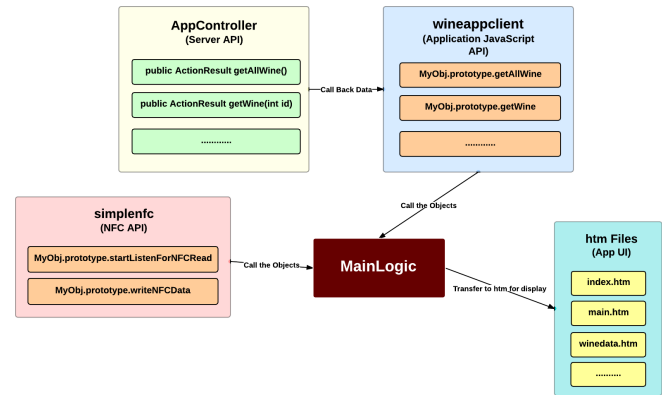 AppController
(Server API)
public ActionResult getAllWine()
public ActionResult getWine(int id)
............
Call Back Data
wineappclient
(Application JavaScript
API)
MyObj.prototype.getAllWine
MyObj.prototype.getWine
............
Call the Objects
simplenfc
(NFC API)
MyObj.prototype.startListenForNFCRead
MyObj.prototype.writeNFCData
Call the Objects
MainLogic
Transfer to htm for display
htm Files
(App UI)
index.htm
main.htm
winedata.htm
..........